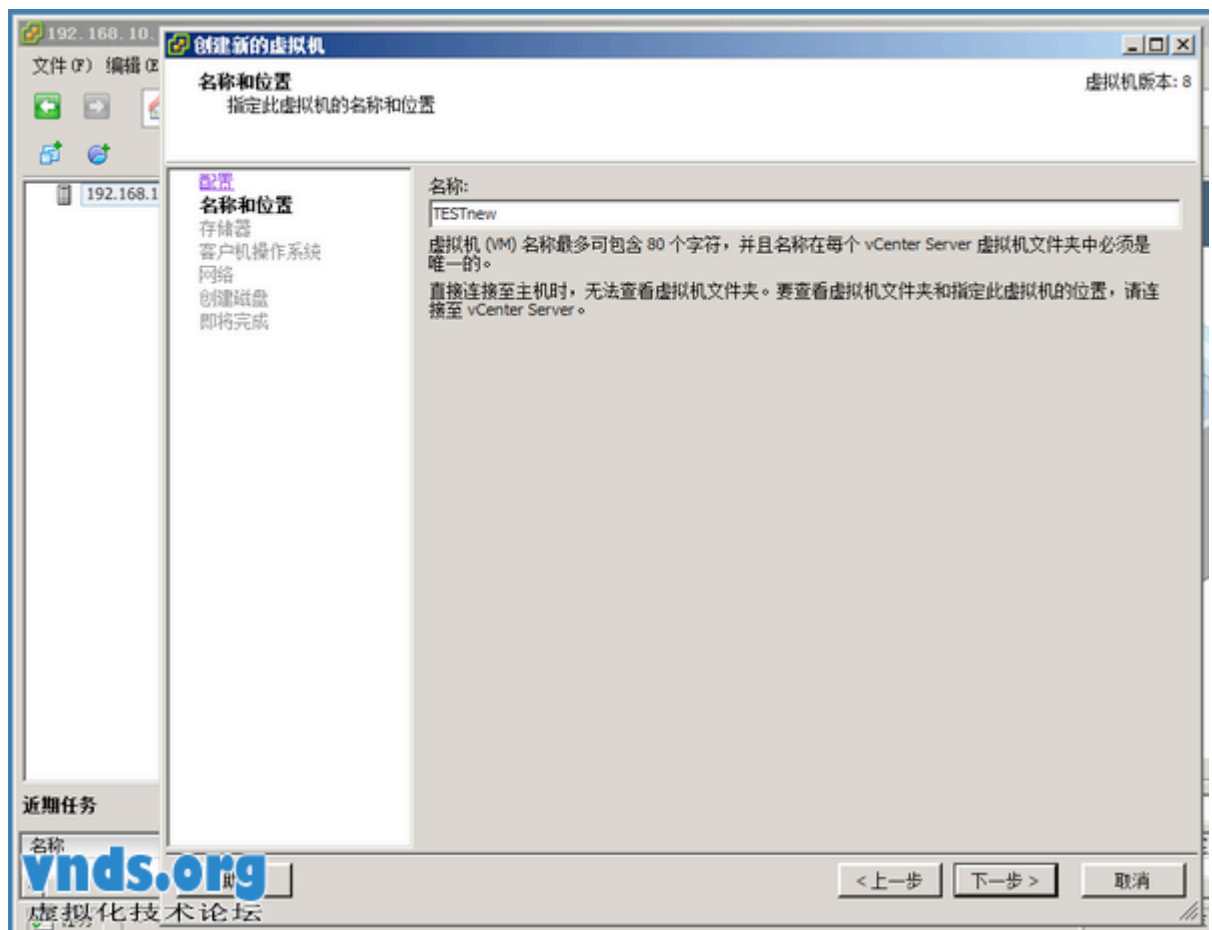 192. 168. 10.
创建新的虚拟机
文件(F) 编辑(E
名称和位置
指定此虚拟机的名称和位置
虚拟机版本: 8
192.168.1
配置
名称和位置
存储器
客户机操作系统
网络
创建磁盘
即将完成
名称:
TESTnew
虚拟机 (VM) 名称最多可包含 80 个字符，并且名称在每个 vCenter Server 虚拟机文件夹中必须是
唯一的。
直接连接至主机时，无法查看虚拟机文件夹。要查看虚拟机文件夹和指定此虚拟机的位置，请连
接至 vCenter Server。
近期任务
名称
vnds.org
虚拟化技术论坛
<上一步
下一步 >
取消